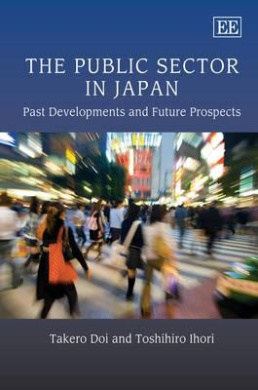 EE
THE PUBLIC SECTOR
IN JAPAN
Past Developments and Future Prospects
Takero Doi and Toshihiro Ihori